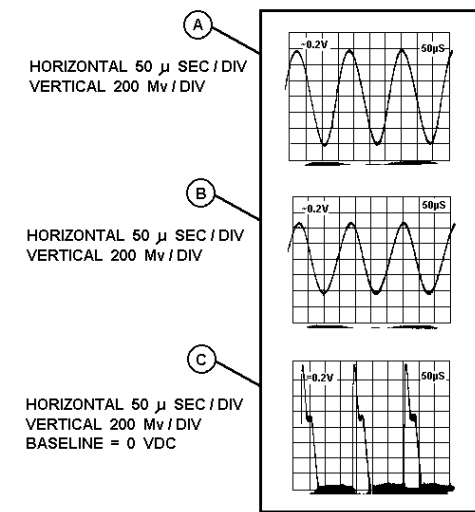 A
HORIZONTAL 50 µ SEC / DIV
VERTICAL 200 Mv / DIV
~0.2V 50µS
B
HORIZONTAL 50 µ SEC / DIV
VERTICAL 200 Mv / DIV
~0.2V 50µS
C
HORIZONTAL 50 µ SEC / DIV
VERTICAL 200 Mv / DIV
BASELINE = 0 VDC
=0.2V 50µS